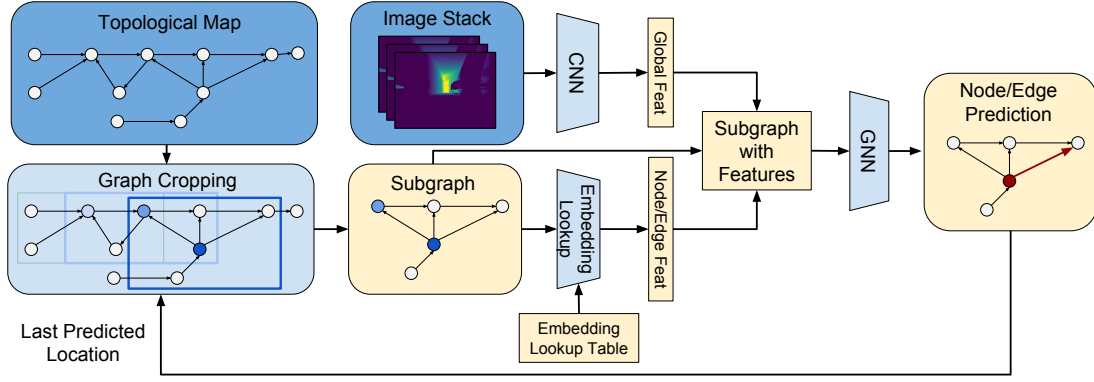 Topological Map
Image Stack
CNN
Global Feat
Node/Edge
Prediction
Subgraph
with
Features
GNN
Graph Cropping
Subgraph
Embedding
Lookup
Node/Edge Feat
Embedding
Lookup Table
Last Predicted
Location